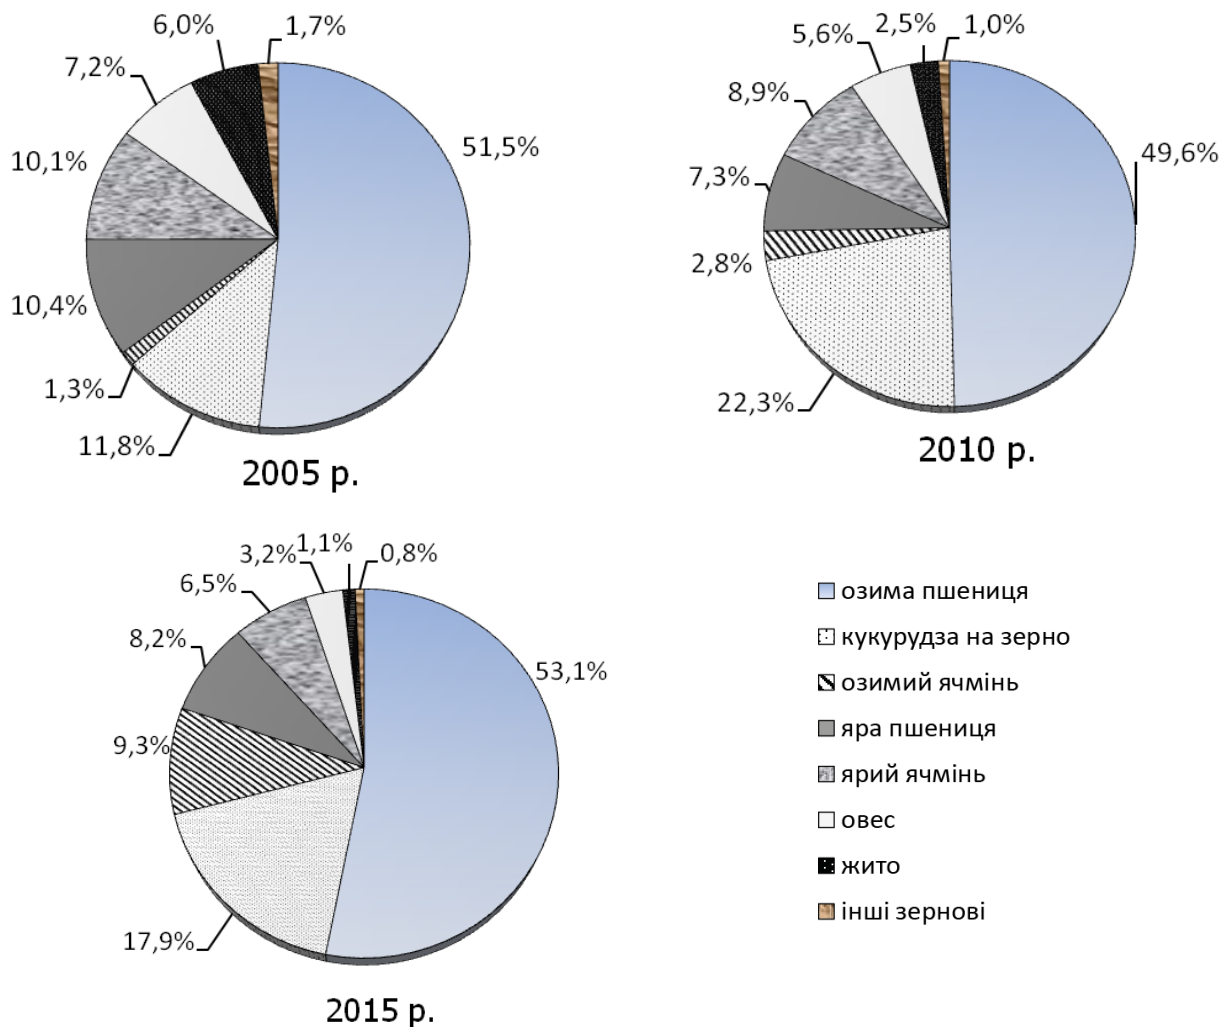 6,0%
1,7%
7,2%
10,1%
51,5%
10,4%
1,3%
11,8%
2005 р.
2,5%
1,0%
5,6%
8,9%
49,6%
7,3%
2,8%
22,3%
2010 р.
1,1%
3,2%
0,8%
6,5%
8,2%
53,1%
9,3%
17,9%
2015 р.
озима пшениця
кукурудза на зерно
озимий ячмінь
яра пшениця
ярий ячмінь
овес
жито
інші зернові